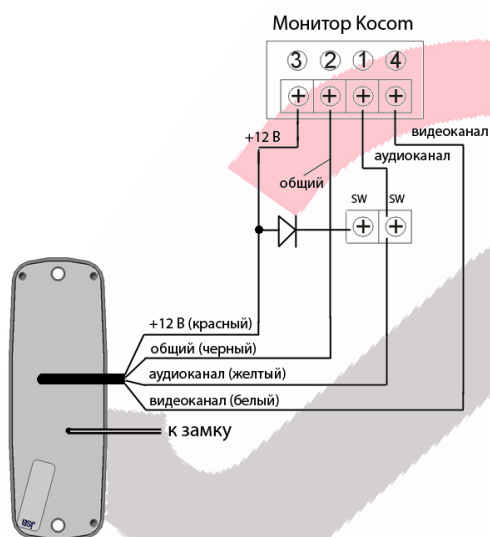 Монитор Kocom
3 2 1 4
+12 В
видеоканал
аудиоканал
общий
SW SW
+12 В (красный)
общий (черный)
аудиоканал (желтый)
видеоканал (белый)
к замку
JSB